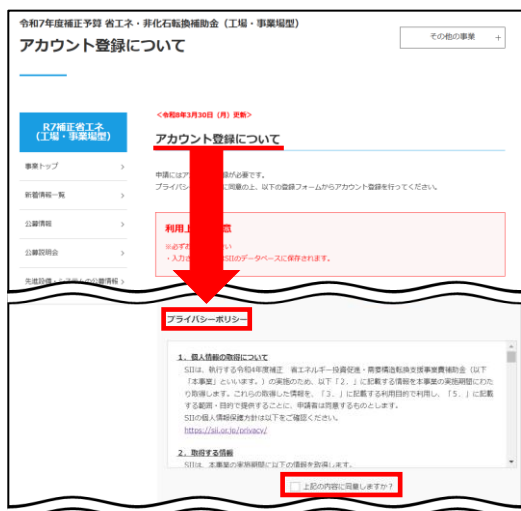 令和7年度補正予算 省エネ・非化石転換補助金（工場・事業場型）
アカウント登録について
その他の事業 +
R7補正省エネ
（工場・事業場型）
事業トップ
新着情報一覧
公募情報
公募説明会
＜令和8年3月30日（月）更新＞
アカウント登録について
申請にはア
が必要です。
プライバシ
に同意の上、以下の登録フォームからアカウント登録を行ってください。
利用上
意
※必ずお
い
・入力さ
SIIのデータベースに保存されます。
プライバシーポリシー
1．個人情報の取得について
SIIは、執行する令和4年度補正 省エネルギー投資促進・需要構造転換支援事業費補助金（以下
「本事業」といいます。）の実施のため、以下「２．」に記載する情報を本事業の実施期間にわた
り取得します。これらの取得した情報を、「３．」に記載する利用目的で利用し、「５．」に記載
する範囲・目的で提供することに、申請者は同意するものとします。
SIIの個人情報保護方針は以下をご確認ください。
https://sii.or.jp/privacy/
2．取得する情報
SIIは、本事業の実施期間に以下の情報を取得します。
上記の内容に同意しますか？